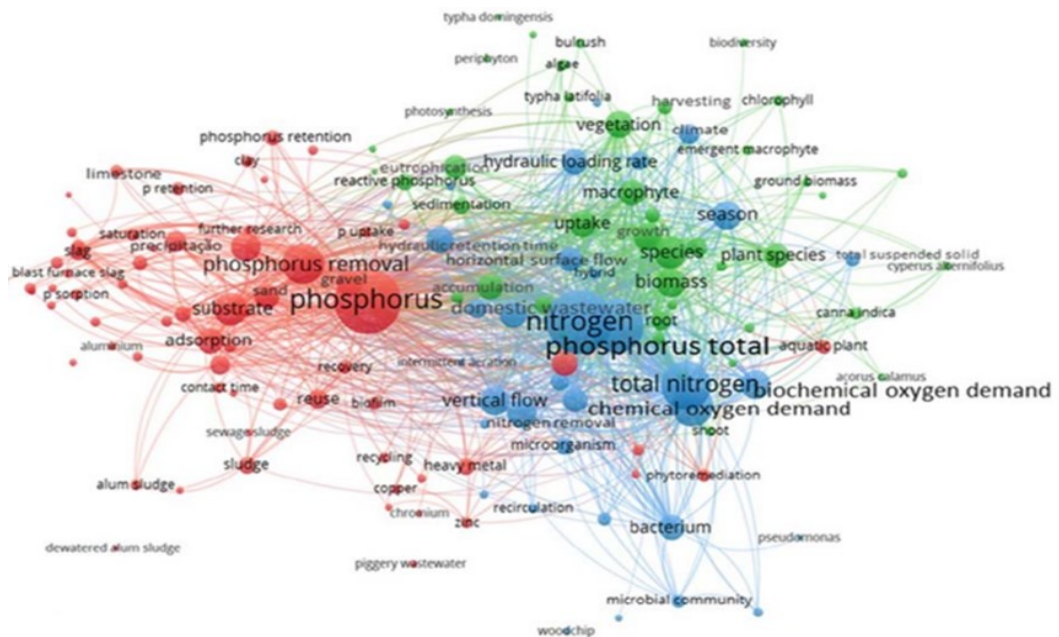 typha domingensis
bulrush
biodiversity
periphyton
algae
typha latifolia
harvesting
chlorophyll
photosynthesis
vegetation
climate
phosphorus retention
emergent macrophyte
clay
eutrophication
hydraulic loading rate
limestone
reactive phosphorus
ground biomass
p retention
macrophyte
sedimentation
season
saturation
further research
p uptake
uptake
growth
precipitação
hydraulic retention time
slag
species
plant species
total suspended solid
phosphorus removal
horizontal surface flow
cyperus alternifolius
blast furnace slag
hybrid
gravel
biomass
p sorption
sand
accumulation
phosphorus
substrate
domestic wastewater
canna indica
nitrogen
root
adsorption
aluminium
phosphorus total
aquatic plant
recovery
intermittent aeration
acorus calamus
contact time
total nitrogen
biochemical oxygen demand
reuse
biofilm
vertical flow
chemical oxygen demand
nitrogen removal
sewage sludge
shoot
microorganism
recycling
sludge
heavy metal
phytoremediation
alum sludge
copper
recirculation
chromium
zinc
bacterium
pseudomonas
dewatered alum sludge
piggery wastewater
microbial community
woodchip